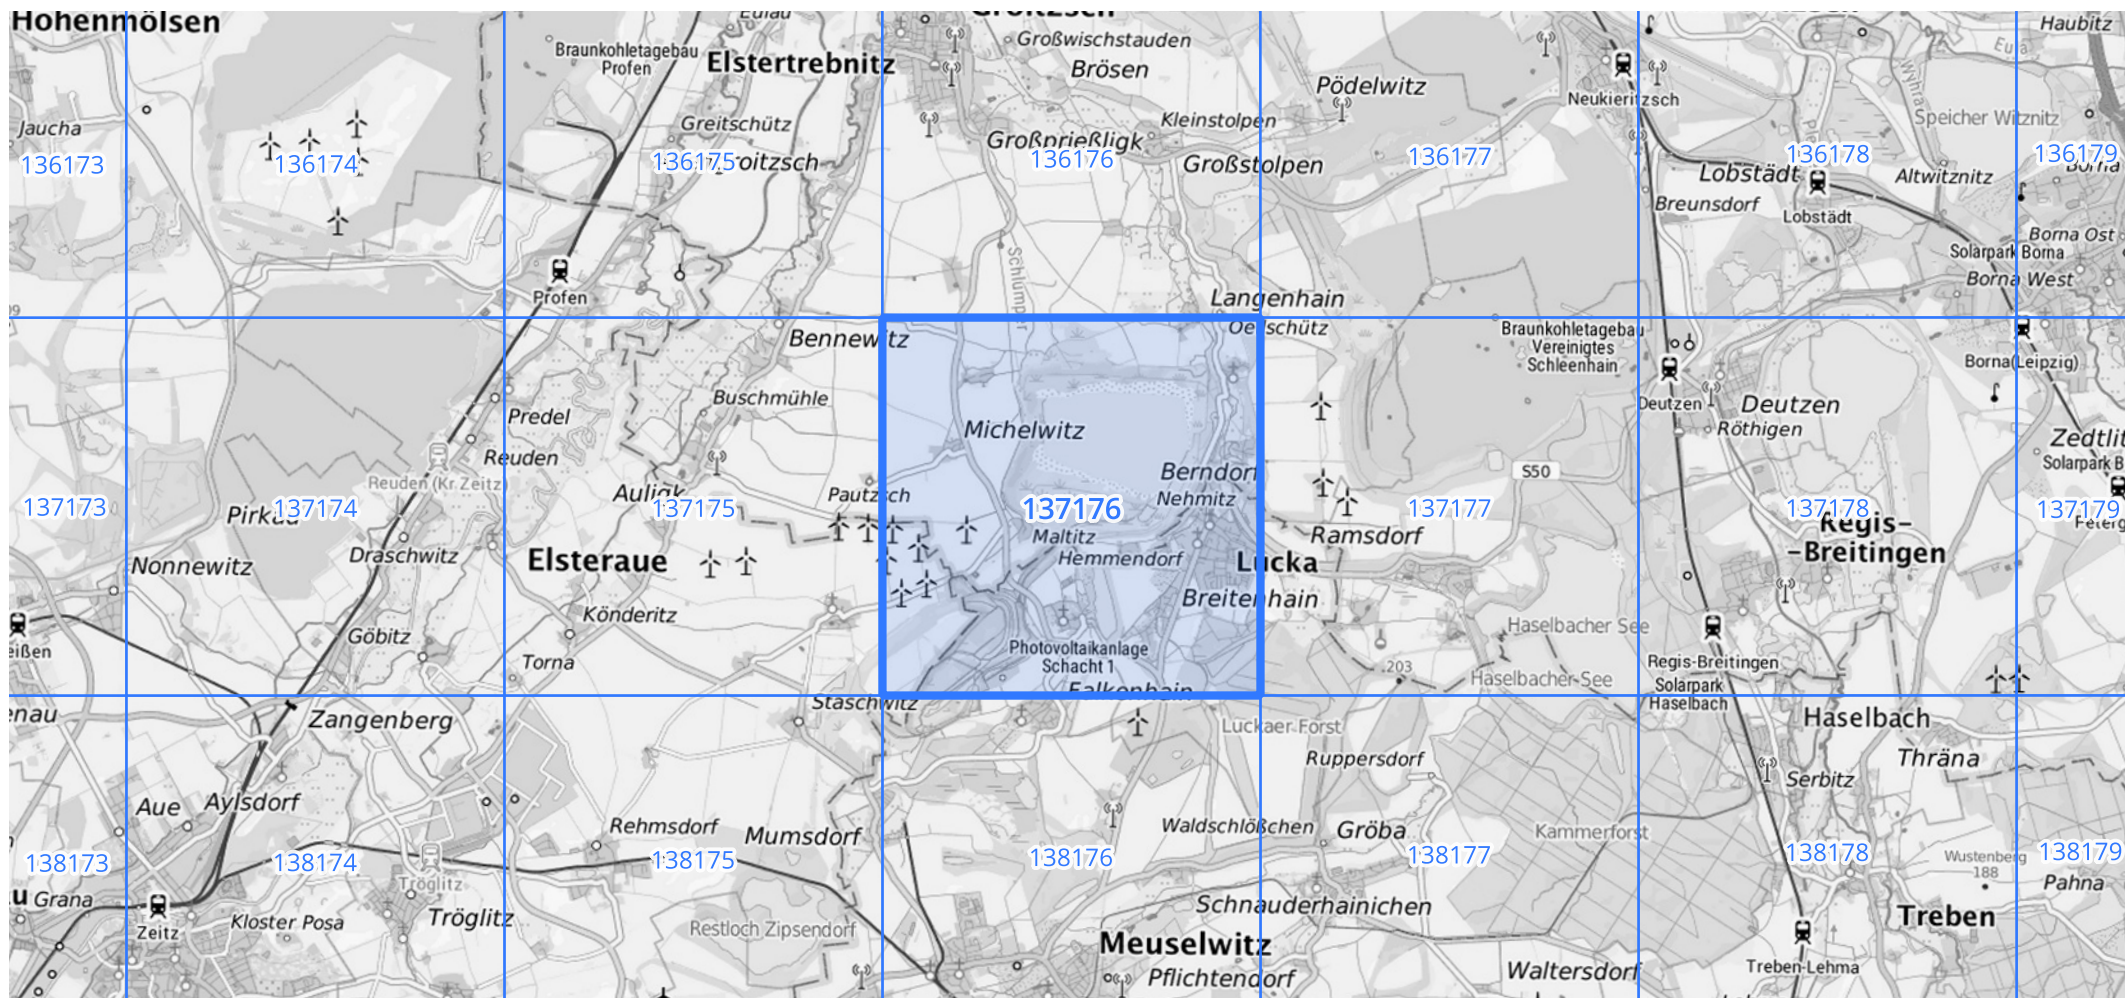 Hohenmölsen
Eulau
Braunkohletagebau
Profen
Elstertrebnitz
Großwischstauden
Brösen
Pödelwitz
Neukieritzsch
Haubitz
Eula
Wyhra
Speicher Witznitz
Jaucha
Greitschütz
Kleinstolpen
Großprießligk
Großstolpen
136173
136174
136175
136176
136177
136178
136179
Lobstädt
Altwitznitz
Breunsdorf
Lobstädt
Borna Ost
Solarpark Borna
Borna West
Schlumper
Profen
Langenhain
Bennewitz
Braunkohletagebau
Vereinigtes
Schleenhain
Borna(Leipzig)
Predel
Buschmühle
Michelwitz
Deutzen
Deutzen
Röthigen
Reuden
Reuden (Kr Zeitz)
Berndorf
Nehmitz
S50
Auligk
Pautzsch
Pirkau
137173
137174
137175
137176
137177
137178
137179
Maltitz
Hemmendorf
Ramsdorf
Regis-
-Breitingen
Draschwitz
Nonnewitz
Elsteraue
Lucka
Breitenhain
Könderitz
Göbitz
Torna
Photovoltaikanlage
Schacht 1
Falkenhain
Haselbacher See
Haselbacher-See
203
Regis-Breitingen
Solarpark
Haselbach
Zangenberg
Staschwitz
Luckaer Forst
Haselbach
Ruppersdorf
Thräna
Serbitz
Aue
Aylsdorf
Rehmsdorf
Mumsdorf
Waldschlößchen
Gröba
Kammerforst
138173
138174
138175
138176
138177
138178
138179
Wustenberg
188
Pahna
Grana
Tröglitz
Tröglitz
Zeitz
Kloster Posa
Restloch Zipsendorf
Schnauderhainichen
Treben
Meuselwitz
Pflichtendorf
Waltersdorf
Treben-Lehma